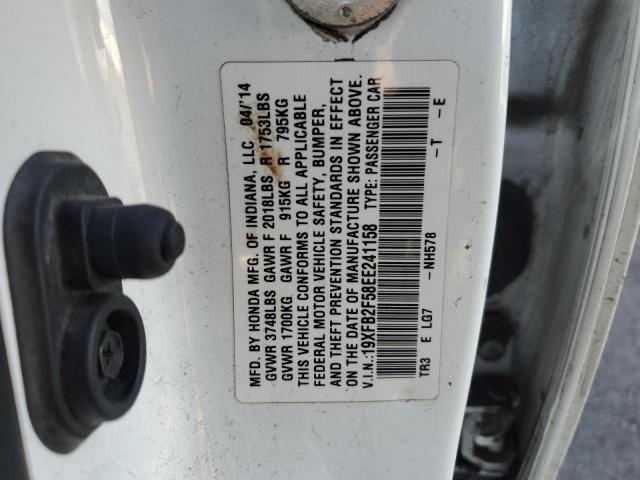 MFD. BY HONDA MFG. OF INDIANA, LLC 04/'14
GVWR 3748LBS GAWR F 2018LBS R 1753LBS
GVWR 1700KG GAWR F 915KG R 795KG
THIS VEHICLE CONFORMS TO ALL APPLICABLE
FEDERAL MOTOR VEHICLE SAFETY, BUMPER,
AND THEFT PREVENTION STANDARDS IN EFFECT
ON THE DATE OF MANUFACTURE SHOWN ABOVE.
V.I.N.:19XFB2F58EE241158 TYPE: PASSENGER CAR
TR3 E LG7 -NH578 -T -E